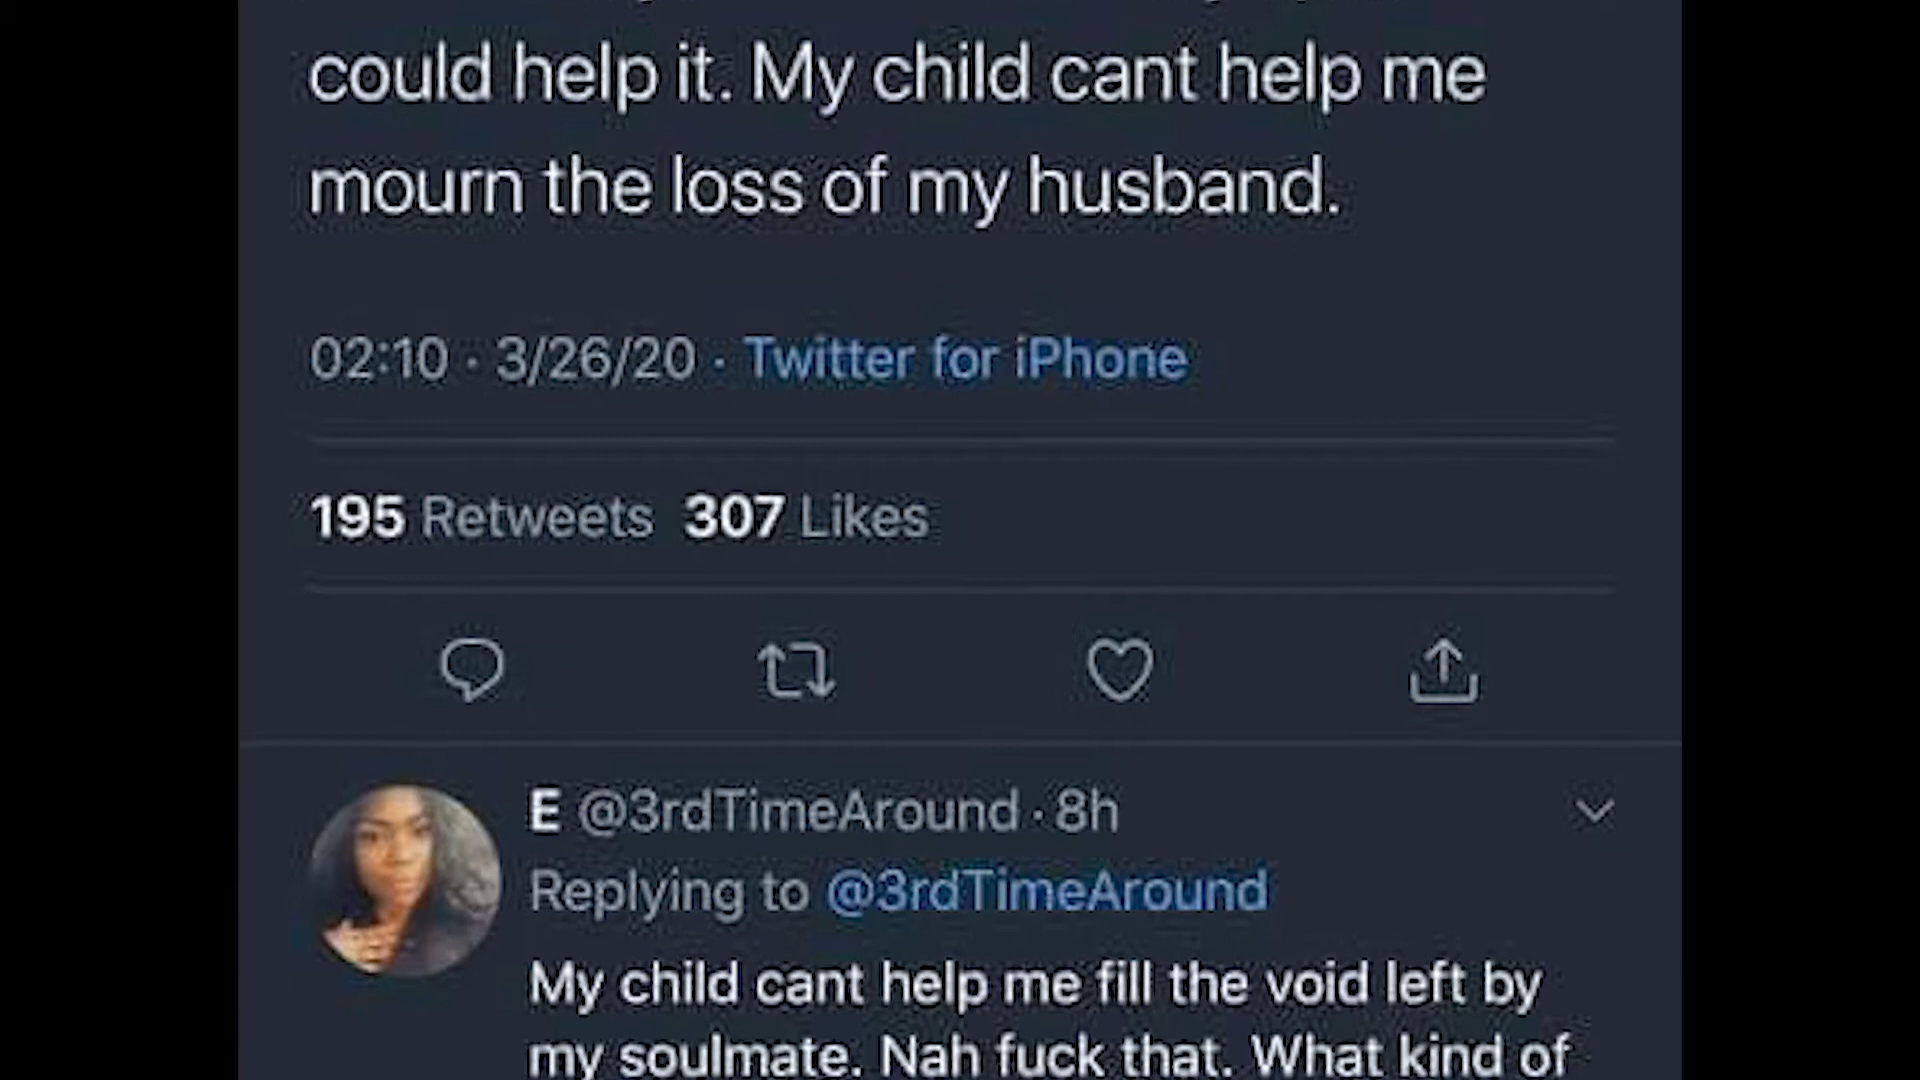 could help it. My child cant help me
mourn the loss of my husband.
02:10 · 3/26/20 · Twitter for iPhone
195 Retweets 307 Likes
E @3rdTimeAround · 8h
Replying to @3rdTimeAround
My child cant help me fill the void left by
my soulmate. Nah fuck that. What kind of